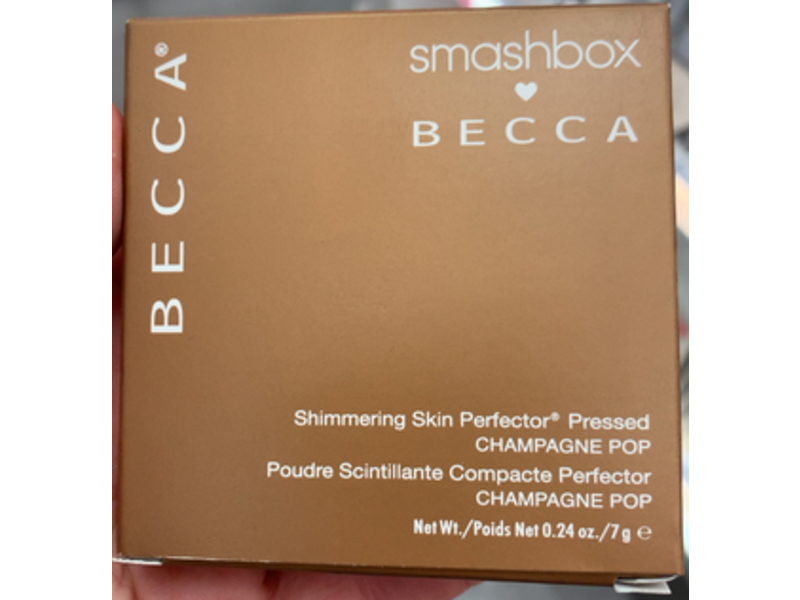 BECCA®
smashbox
♥
BECCA
Shimmering Skin Perfector® Pressed
CHAMPAGNE POP
Poudre Scintillante Compacte Perfector
CHAMPAGNE POP
Net Wt./Poids Net 0.24 oz./7 g ℮